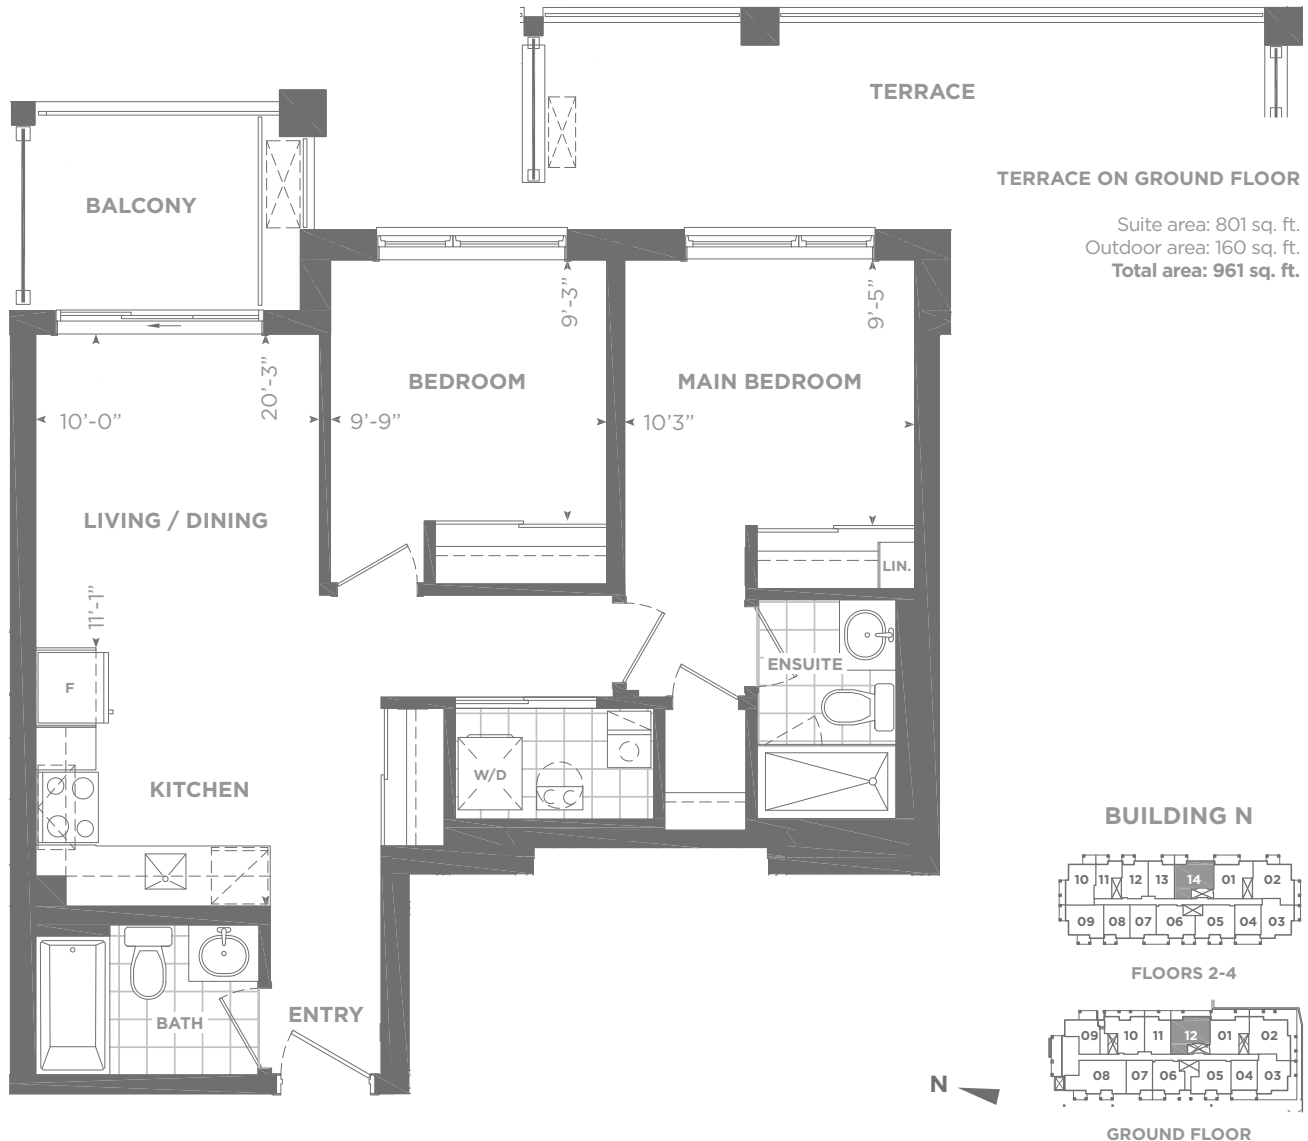 TERRACE
TERRACE ON GROUND FLOOR
Suite area: 801 sq. ft.
Outdoor area: 160 sq. ft.
Total area: 961 sq. ft.
BALCONY
9’-3”
9’-5”
BEDROOM
MAIN BEDROOM
20’-3”
10’-0”
9’-9”
10’3”
LIVING / DINING
LIN.
11’-1”
ENSUITE
F
W/D
KITCHEN
BATH
ENTRY
BUILDING N
10 11 12 13 14 01 02
09 08 07 06 05 04 03
FLOORS 2-4
09 10 11 12 01 02
08 07 06 05 04 03
N
GROUND FLOOR